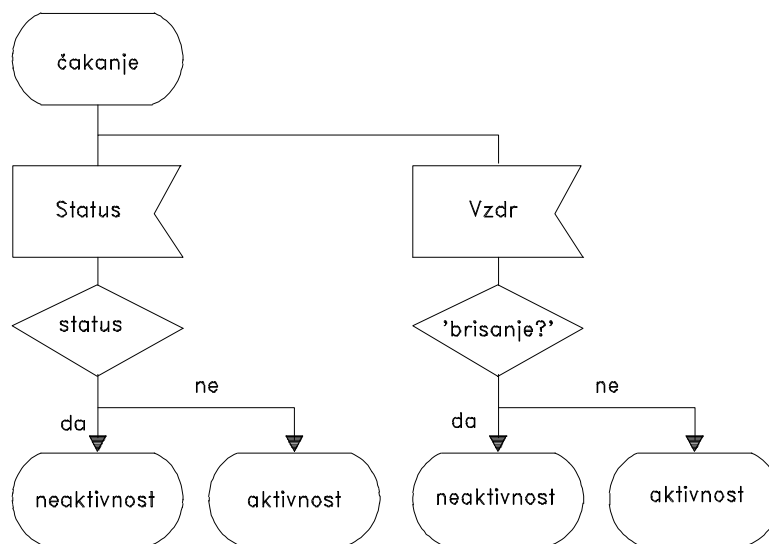 čakanje
Status
Vzdr
status
'brisanje?'
ne
ne
da
da
neaktivnost
aktivnost
neaktivnost
aktivnost